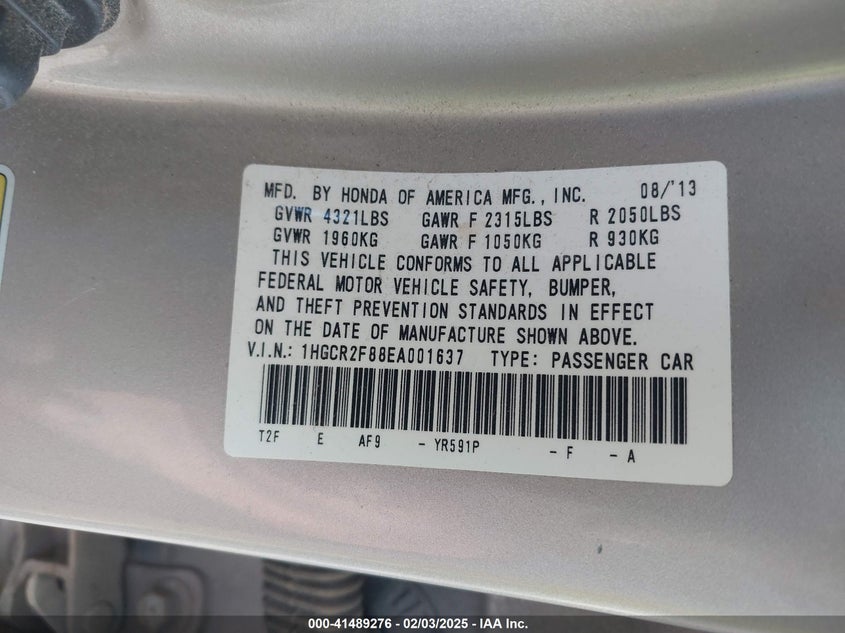 MFD. BY HONDA OF AMERICA MFG., INC. 08/'13
GVWR 4321LBS GAWR F 2315LBS R 2050LBS
GVWR 1960KG GAWR F 1050KG R 930KG
THIS VEHICLE CONFORMS TO ALL APPLICABLE
FEDERAL MOTOR VEHICLE SAFETY, BUMPER,
AND THEFT PREVENTION STANDARDS IN EFFECT
ON THE DATE OF MANUFACTURE SHOWN ABOVE.
V.I.N.: 1HGCR2F88EA001637 TYPE: PASSENGER CAR
T2F E AF9 - YR591P - F - A
000-41489276 - 02/03/2025 - IAA Inc.